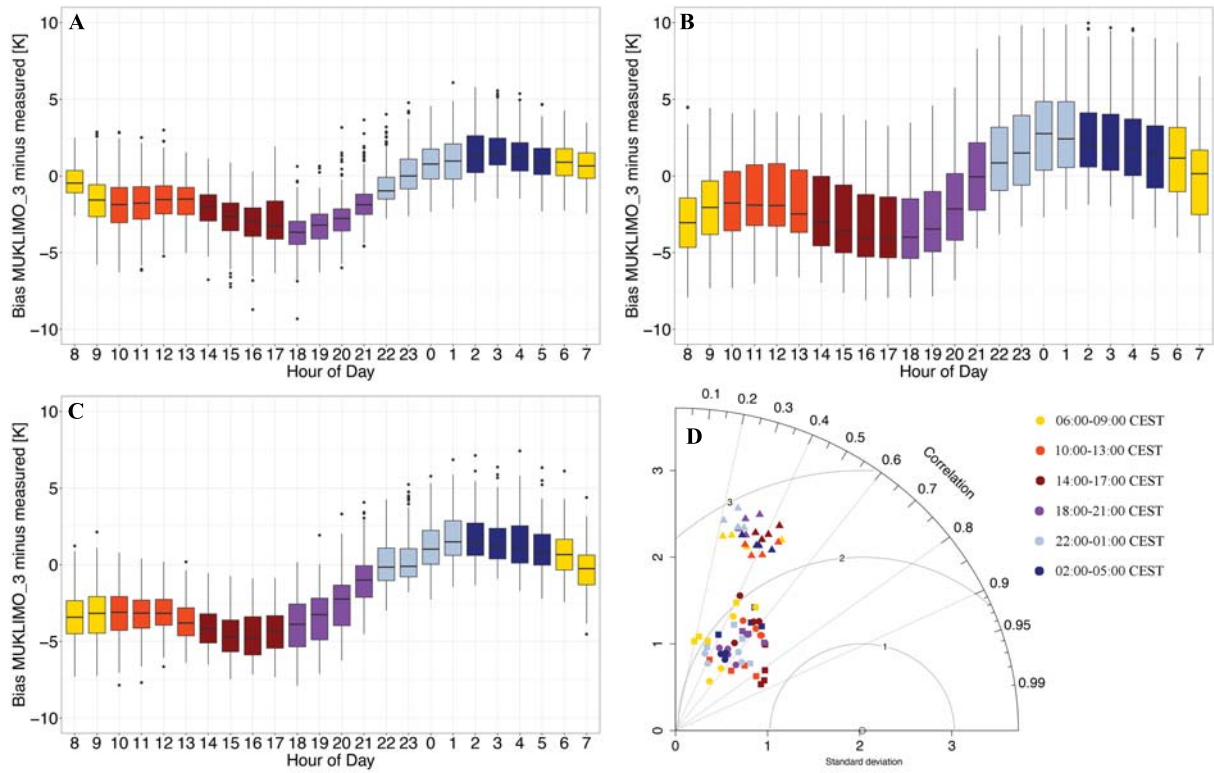 A
Bias MUKLIMO_3 minus measured [K]
10
5
0
−5
−10
8 9 10 11 12 13 14 15 16 17 18 19 20 21 22 23 0 1 2 3 4 5 6 7
Hour of Day
B
Bias MUKLIMO_3 minus measured [K]
10
5
0
−5
−10
8 9 10 11 12 13 14 15 16 17 18 19 20 21 22 23 0 1 2 3 4 5 6 7
Hour of Day
C
Bias MUKLIMO_3 minus measured [K]
10
5
0
−5
−10
8 9 10 11 12 13 14 15 16 17 18 19 20 21 22 23 0 1 2 3 4 5 6 7
Hour of Day
D
0.1 0.2 0.3 0.4 0.5 0.6 0.7 0.8 0.9 0.95 0.99
Correlation
3
2
1
0
3
2
1
0 1 2 3
Standard deviation
06:00-09:00 CEST
10:00-13:00 CEST
14:00-17:00 CEST
18:00-21:00 CEST
22:00-01:00 CEST
02:00-05:00 CEST